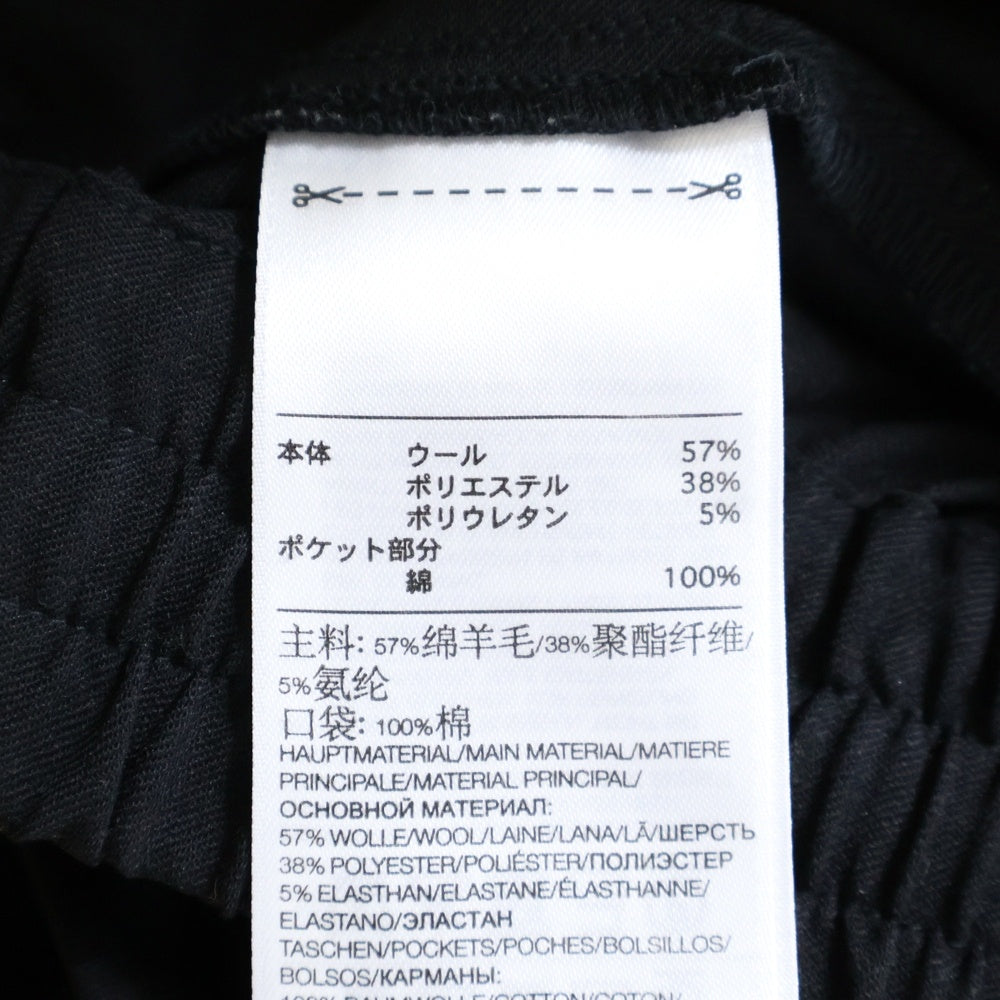 本体 ウール 57%
ポリエステル 38%
ポリウレタン 5%
ポケット部分
綿 100%
主料: 57%绵羊毛/38%聚酯纤维/
5%氨纶
口袋: 100%棉
HAUPTMATERIAL/MAIN MATERIAL/MATIERE
PRINCIPALE/MATERIAL PRINCIPAL/
ОСНОВНОЙ МАТЕРИАЛ:
57% WOLLE/WOOL/LAINE/LANA/LÃ/ШЕРСТЬ
38% POLYESTER/POLIÉSTER/ПОЛИЭСТЕР
5% ELASTHAN/ELASTANE/ÉLASTHANNE/
ELASTANO/ЭЛАСТАН
TASCHEN/POCKETS/POCHES/BOLSILLOS/
BOLSOS/КАРМАНЫ:
100% BAUMWOLLE/COTTON/COTON/